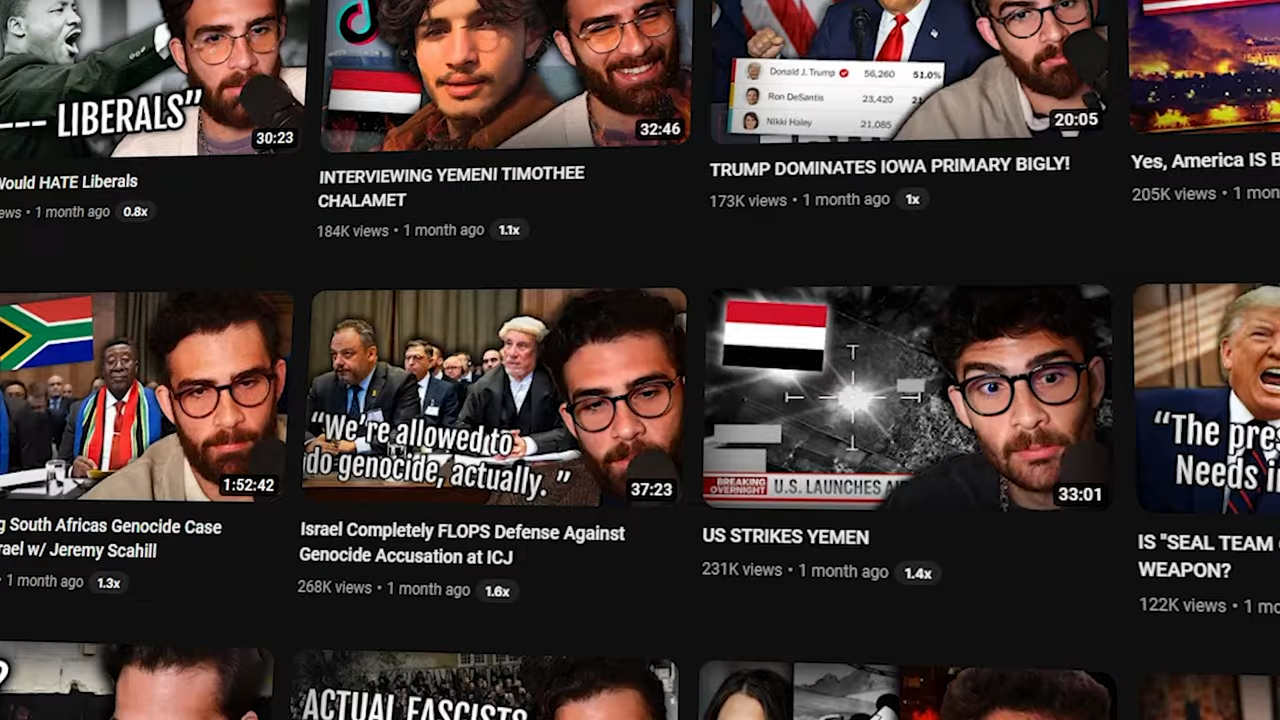 LIBERALS”
30:23
32:46
Donald J. Trump 56,260 51.0%
Ron DeSantis 23,420
Nikki Haley 21,085
20:05
Would HATE Liberals
INTERVIEWING YEMENI TIMOTHEE
CHALAMET
TRUMP DOMINATES IOWA PRIMARY BIGLY!
Yes, America IS
1 month ago 0.8x
184K views • 1 month ago 1.1x
173K views • 1 month ago 1x
205K views • 1 mon
“We’re allowed to
do genocide, actually. ”
1:52:42
37:23
BREAKING
OVERNIGHT
U.S. LAUNCHES
33:01
“The
Needs
South Africas Genocide Case
w/ Jeremy Scahill
Israel Completely FLOPS Defense Against
Genocide Accusation at ICJ
US STRIKES YEMEN
IS "SEAL TEAM
WEAPON?
1 month ago 1.3x
268K views • 1 month ago 1.6x
231K views • 1 month ago 1.4x
122K views • 1 mo
ACTUAL FASCISTS